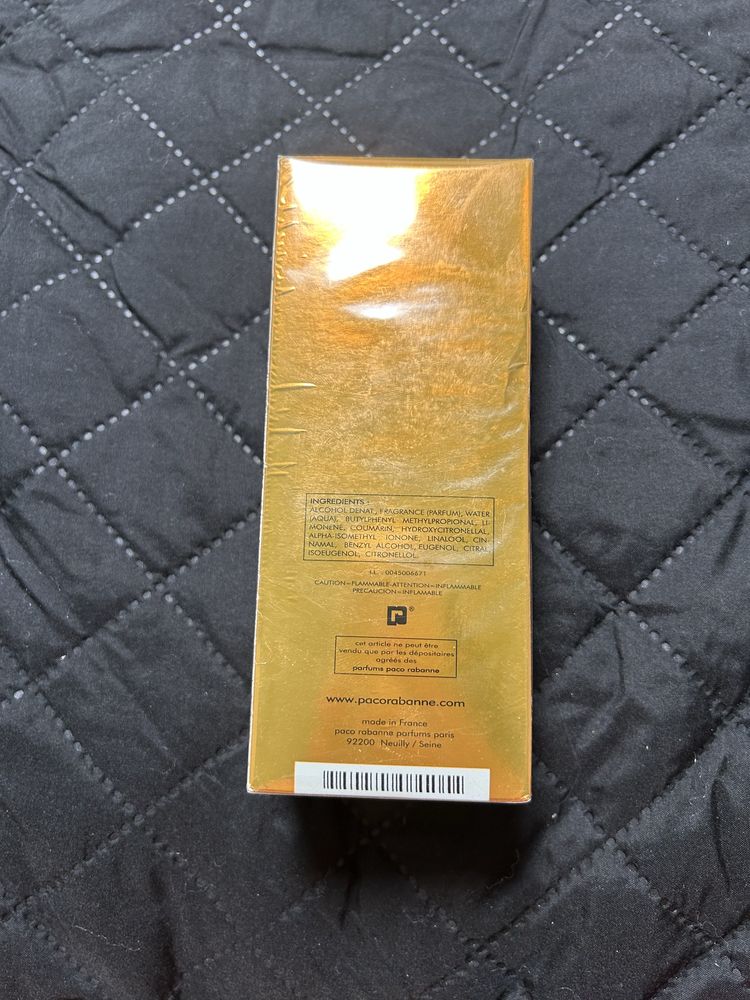 INGREDIENTS :
ALCOHOL DENAT., FRAGRANCE (PARFUM), WATER
(AQUA), BUTYLPHENYL METHYLPROPIONAL, LI-
MONENE, COUMARIN, HYDROXYCITRONELLAL,
ALPHA-ISOMETHYL IONONE, LINALOOL, CIN-
NAMAL, BENZYL ALCOHOL, EUGENOL, CITRAL,
ISOEUGENOL, CITRONELLOL.
I.L. : 0045006671
CAUTION–FLAMMABLE-ATTENTION–INFLAMMABLE
PRECAUCION–INFLAMABLE
r®
cet article ne peut être
vendu que par les dépositaires
agréés des
parfums paco rabanne
www.pacorabanne.com
made in France
paco rabanne parfums paris
92200 Neuilly / Seine